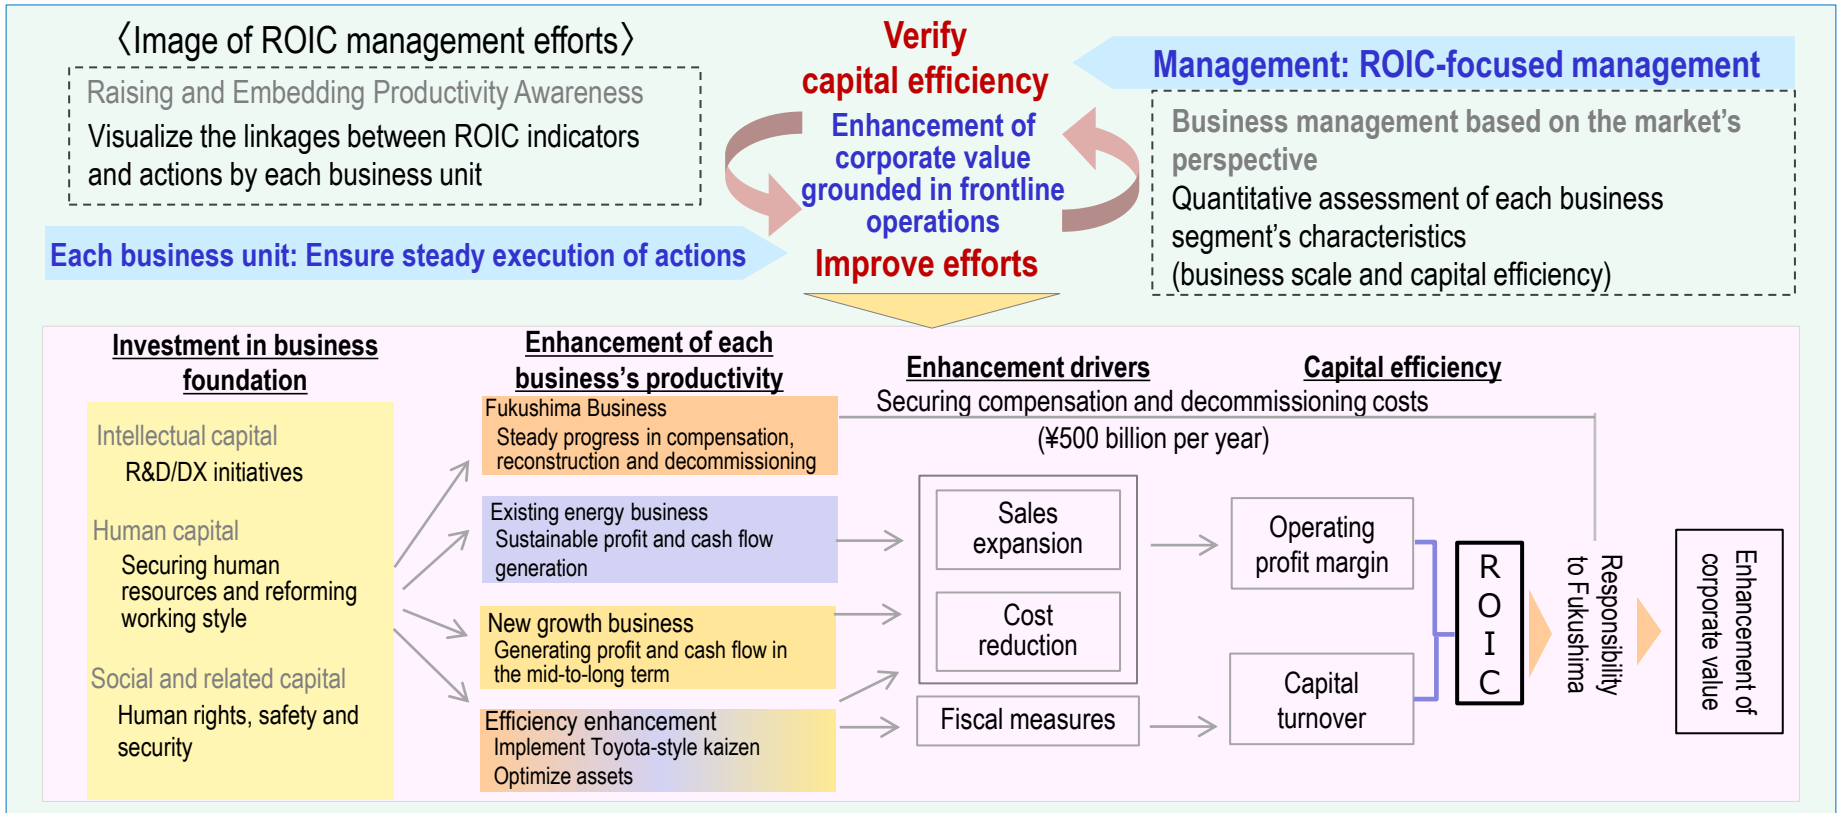 〈Image of ROIC management efforts〉
Raising and Embedding Productivity Awareness
Visualize the linkages between ROIC indicators
and actions by each business unit
Each business unit: Ensure steady execution of actions
Verify
capital efficiency
Enhancement of
corporate value
grounded in frontline
operations
Improve efforts
Management: ROIC-focused management
Business management based on the market’s
perspective
Quantitative assessment of each business
segment’s characteristics
(business scale and capital efficiency)
Investment in business
foundation
Intellectual capital
R&D/DX initiatives
Human capital
Securing human
resources and reforming
working style
Social and related capital
Human rights, safety and
security
Enhancement of each
business’s productivity
Fukushima Business
Steady progress in compensation,
reconstruction and decommissioning
Existing energy business
Sustainable profit and cash flow
generation
New growth business
Generating profit and cash flow in
the mid-to-long term
Efficiency enhancement
Implement Toyota-style kaizen
Optimize assets
Enhancement drivers
Capital efficiency
Securing compensation and decommissioning costs
(¥500 billion per year)
Sales
expansion
Cost
reduction
Fiscal measures
Operating
profit margin
Capital
turnover
ROIC
Responsibility
to Fukushima
Enhancement of
corporate value